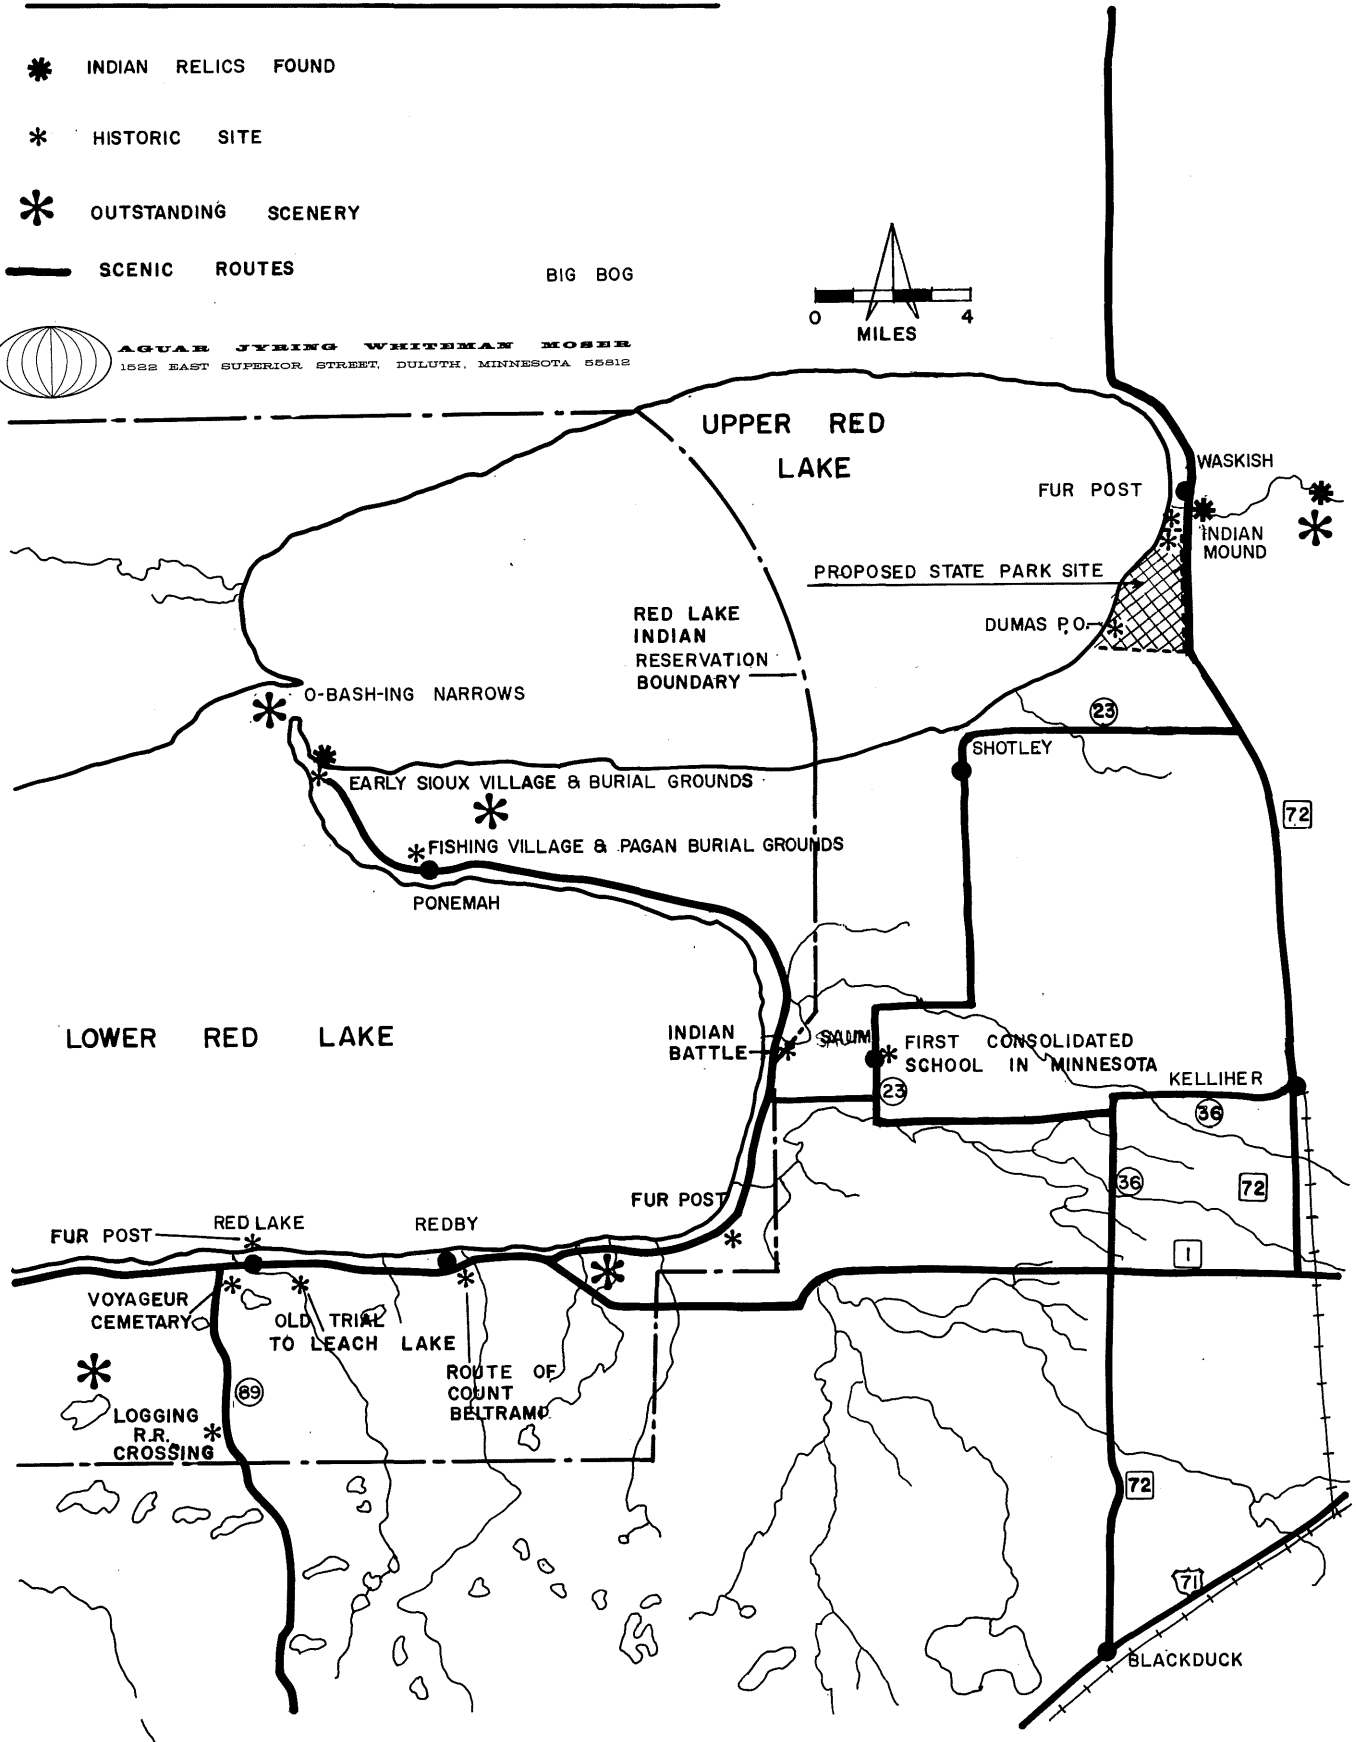 INDIAN RELICS FOUND
HISTORIC SITE
OUTSTANDING SCENERY
SCENIC ROUTES
BIG BOG
AGUAR JYRING WHITEMAN MOSER
1522 EAST SUPERIOR STREET, DULUTH, MINNESOTA 55812
0 4
MILES
UPPER RED
LAKE
WASKISH
FUR POST
INDIAN
MOUND
PROPOSED STATE PARK SITE
RED LAKE
INDIAN
RESERVATION
BOUNDARY
DUMAS P.O.
O-BASH-ING NARROWS
23
SHOTLEY
EARLY SIOUX VILLAGE & BURIAL GROUNDS
72
FISHING VILLAGE & PAGAN BURIAL GROUNDS
PONEMAH
LOWER RED LAKE
INDIAN
BATTLE
SAUM
FIRST CONSOLIDATED
SCHOOL IN MINNESOTA
KELLIHER
23
36
36
72
FUR POST
FUR POST
RED LAKE
REDBY
1
VOYAGEUR
CEMETARY
OLD TRIAL
TO LEACH LAKE
ROUTE OF
COUNT
BELTRAMP
89
LOGGING
R.R.
CROSSING
72
71
BLACKDUCK